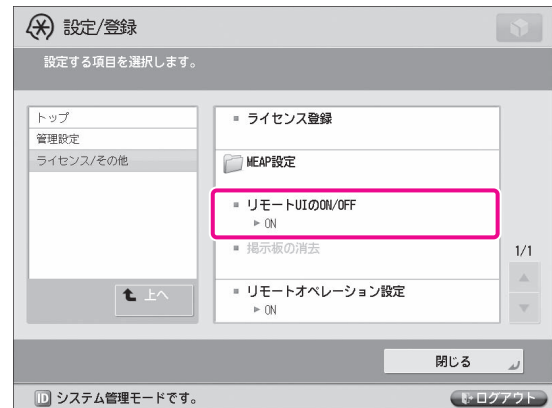 設定/登録
設定する項目を選択します。
トップ
管理設定
ライセンス/その他
上へ
ライセンス登録
MEAP設定
リモートUIのON/OFF
ON
掲示板の消去
リモートオペレーション設定
ON
1/1
閉じる
ID システム管理モードです。
ログアウト